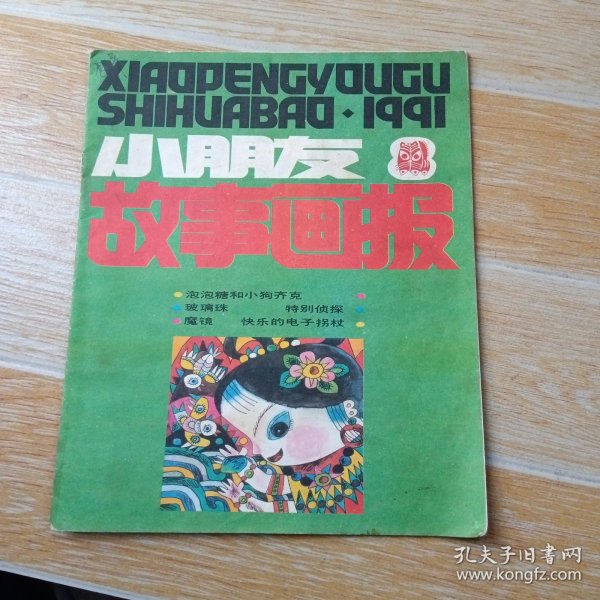 XIAOPENGYOUGU
SHIHUABAO·1991
小朋友 8
故事画报
泡泡糖和小狗齐克
玻璃珠 特别侦探
魔镜 快乐的电子拐杖
孔夫子旧书网
www.kongfz.com